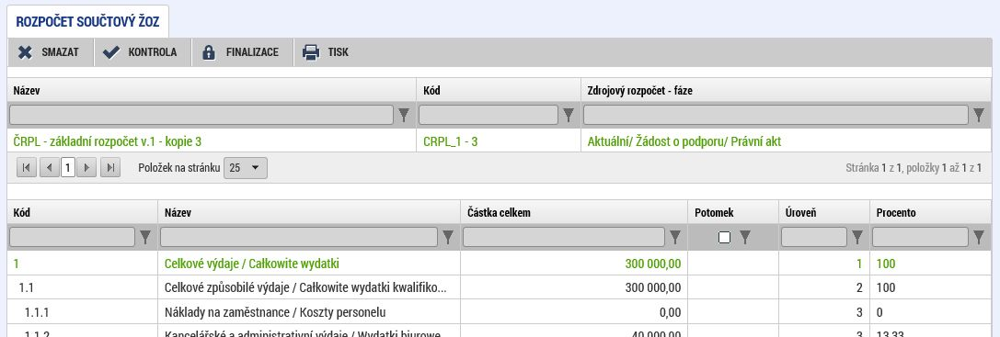 ROZPOČET SOUČTOVÝ ŽOZ
SMAZAT KONTROLA FINALIZACE TISK
Název Kód Zdrojový rozpočet - fáze
ČRPL - základní rozpočet v.1 - kopie 3 CRPL_1 - 3 Aktuální/ Žádost o podporu/ Právní akt
1 Položek na stránku 25 Stránka 1 z 1, položky 1 až 1 z 1
Kód Název Částka celkem Potomek Úroveň Procento
1 Celkové výdaje / Całkowite wydatki 300 000,00 1 100
1.1 Celkové způsobilé výdaje / Całkowite wydatki kwalifiko... 300 000,00 2 100
1.1.1 Náklady na zaměstnance / Koszty personelu 0,00 3 0
1.1.2 Kancelářské a administrativní výdaje / Wydatki biurowe... 40 000,00 3 13,33